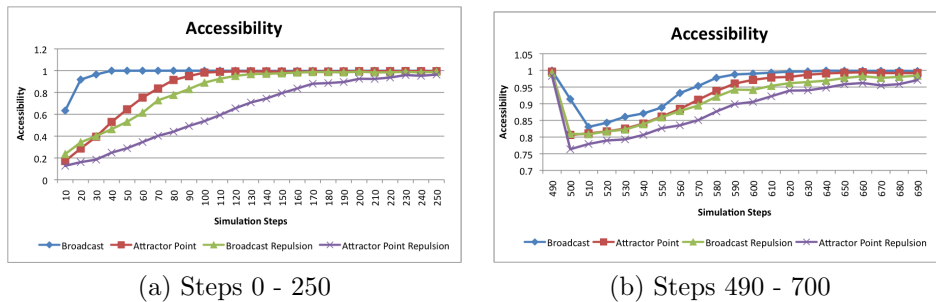 Accessibility
1.2
1
0.8
0.6
0.4
0.2
0
Accessibility
10 20 30 40 50 60 70 80 90 100 110 120 130 140 150 160 170 180 190 200 210 220 230 240 250
Simulation Steps
Broadcast Attractor Point Broadcast Repulsion Attractor Point Repulsion
(a) Steps 0 - 250
Accessibility
1.05
1
0.95
0.9
0.85
0.8
0.75
0.7
Accessibility
490 500 510 520 530 540 550 560 570 580 590 600 610 620 630 640 650 660 670 680 690
Simulation Steps
Broadcast Attractor Point Broadcast Repulsion Attractor Point Repulsion
(b) Steps 490 - 700